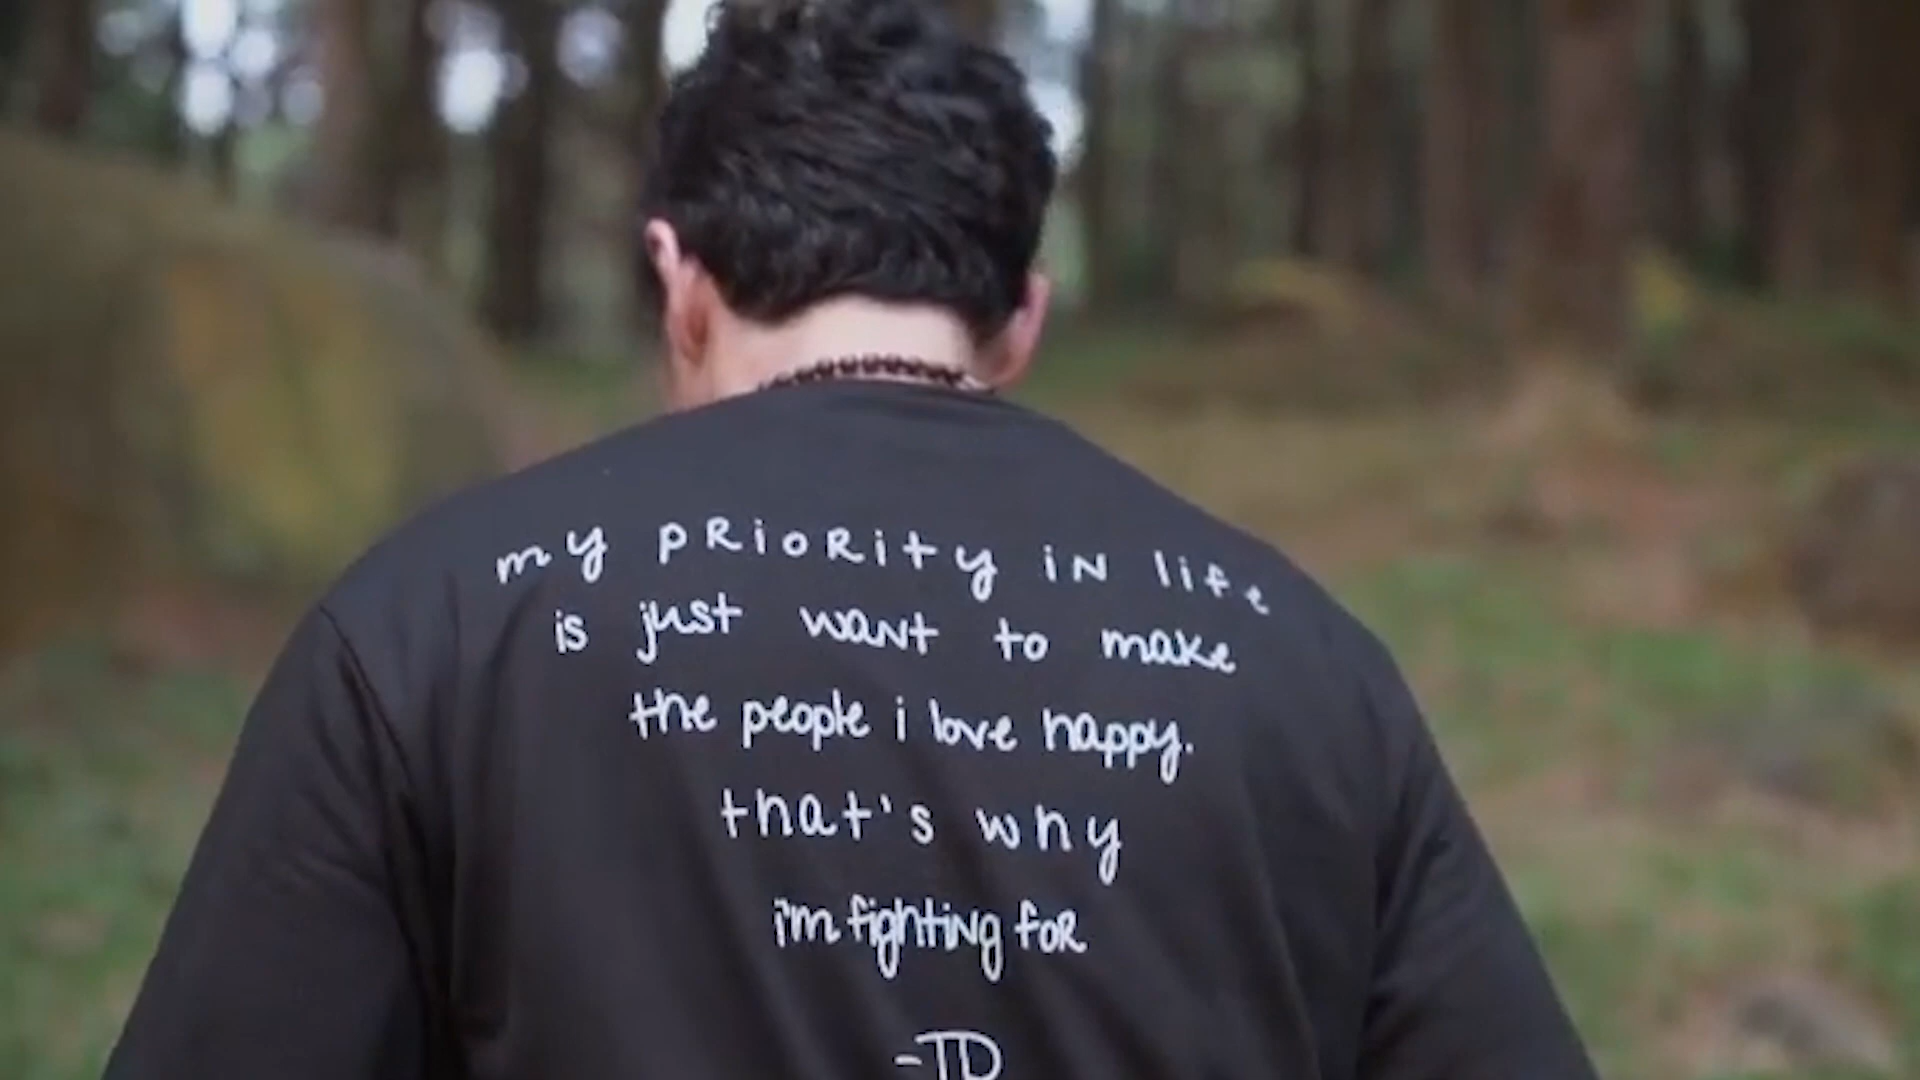 my pRioRity iN life
is just waNt to make
the people i love happy.
that's why
i'm fightiNg foR
-TD